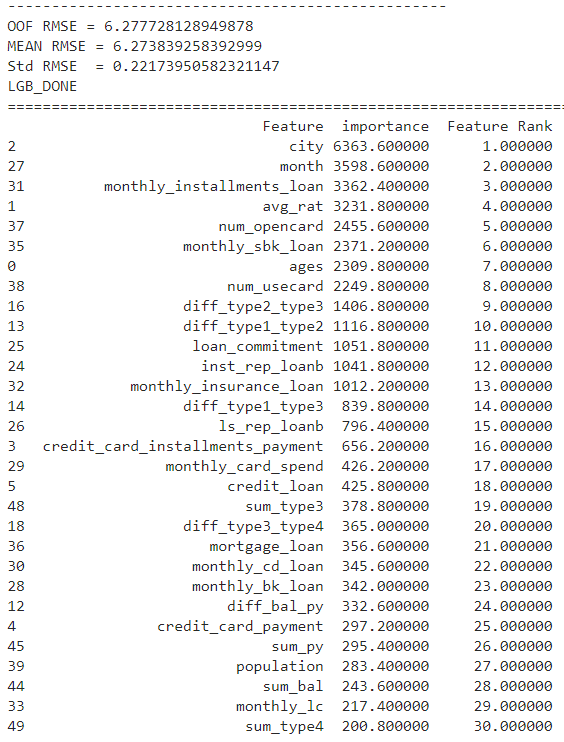 ------------------------------------------------
OOF RMSE = 6.277728128949878
MEAN RMSE = 6.273839258392999
Std RMSE  = 0.22173950582321147
LGB_DONE
================================================================
Feature  importance  Feature Rank
2 city 6363.600000 1.000000
27 month 3598.600000 2.000000
31 monthly_installments_loan 3362.400000 3.000000
1 avg_rat 3231.800000 4.000000
37 num_opencard 2455.600000 5.000000
35 monthly_sbk_loan 2371.200000 6.000000
0 ages 2309.800000 7.000000
38 num_usecard 2249.800000 8.000000
16 diff_type2_type3 1406.800000 9.000000
13 diff_type1_type2 1116.800000 10.000000
25 loan_commitment 1051.800000 11.000000
24 inst_rep_loanb 1041.800000 12.000000
32 monthly_insurance_loan 1012.200000 13.000000
14 diff_type1_type3 839.800000 14.000000
26 ls_rep_loanb 796.400000 15.000000
3 credit_card_installments_payment 656.200000 16.000000
29 monthly_card_spend 426.200000 17.000000
5 credit_loan 425.800000 18.000000
48 sum_type3 378.800000 19.000000
18 diff_type3_type4 365.000000 20.000000
36 mortgage_loan 356.600000 21.000000
30 monthly_cd_loan 345.600000 22.000000
28 monthly_bk_loan 342.000000 23.000000
12 diff_bal_py 332.600000 24.000000
4 credit_card_payment 297.200000 25.000000
45 sum_py 295.400000 26.000000
39 population 283.400000 27.000000
44 sum_bal 243.600000 28.000000
33 monthly_lc 217.400000 29.000000
49 sum_type4 200.800000 30.000000